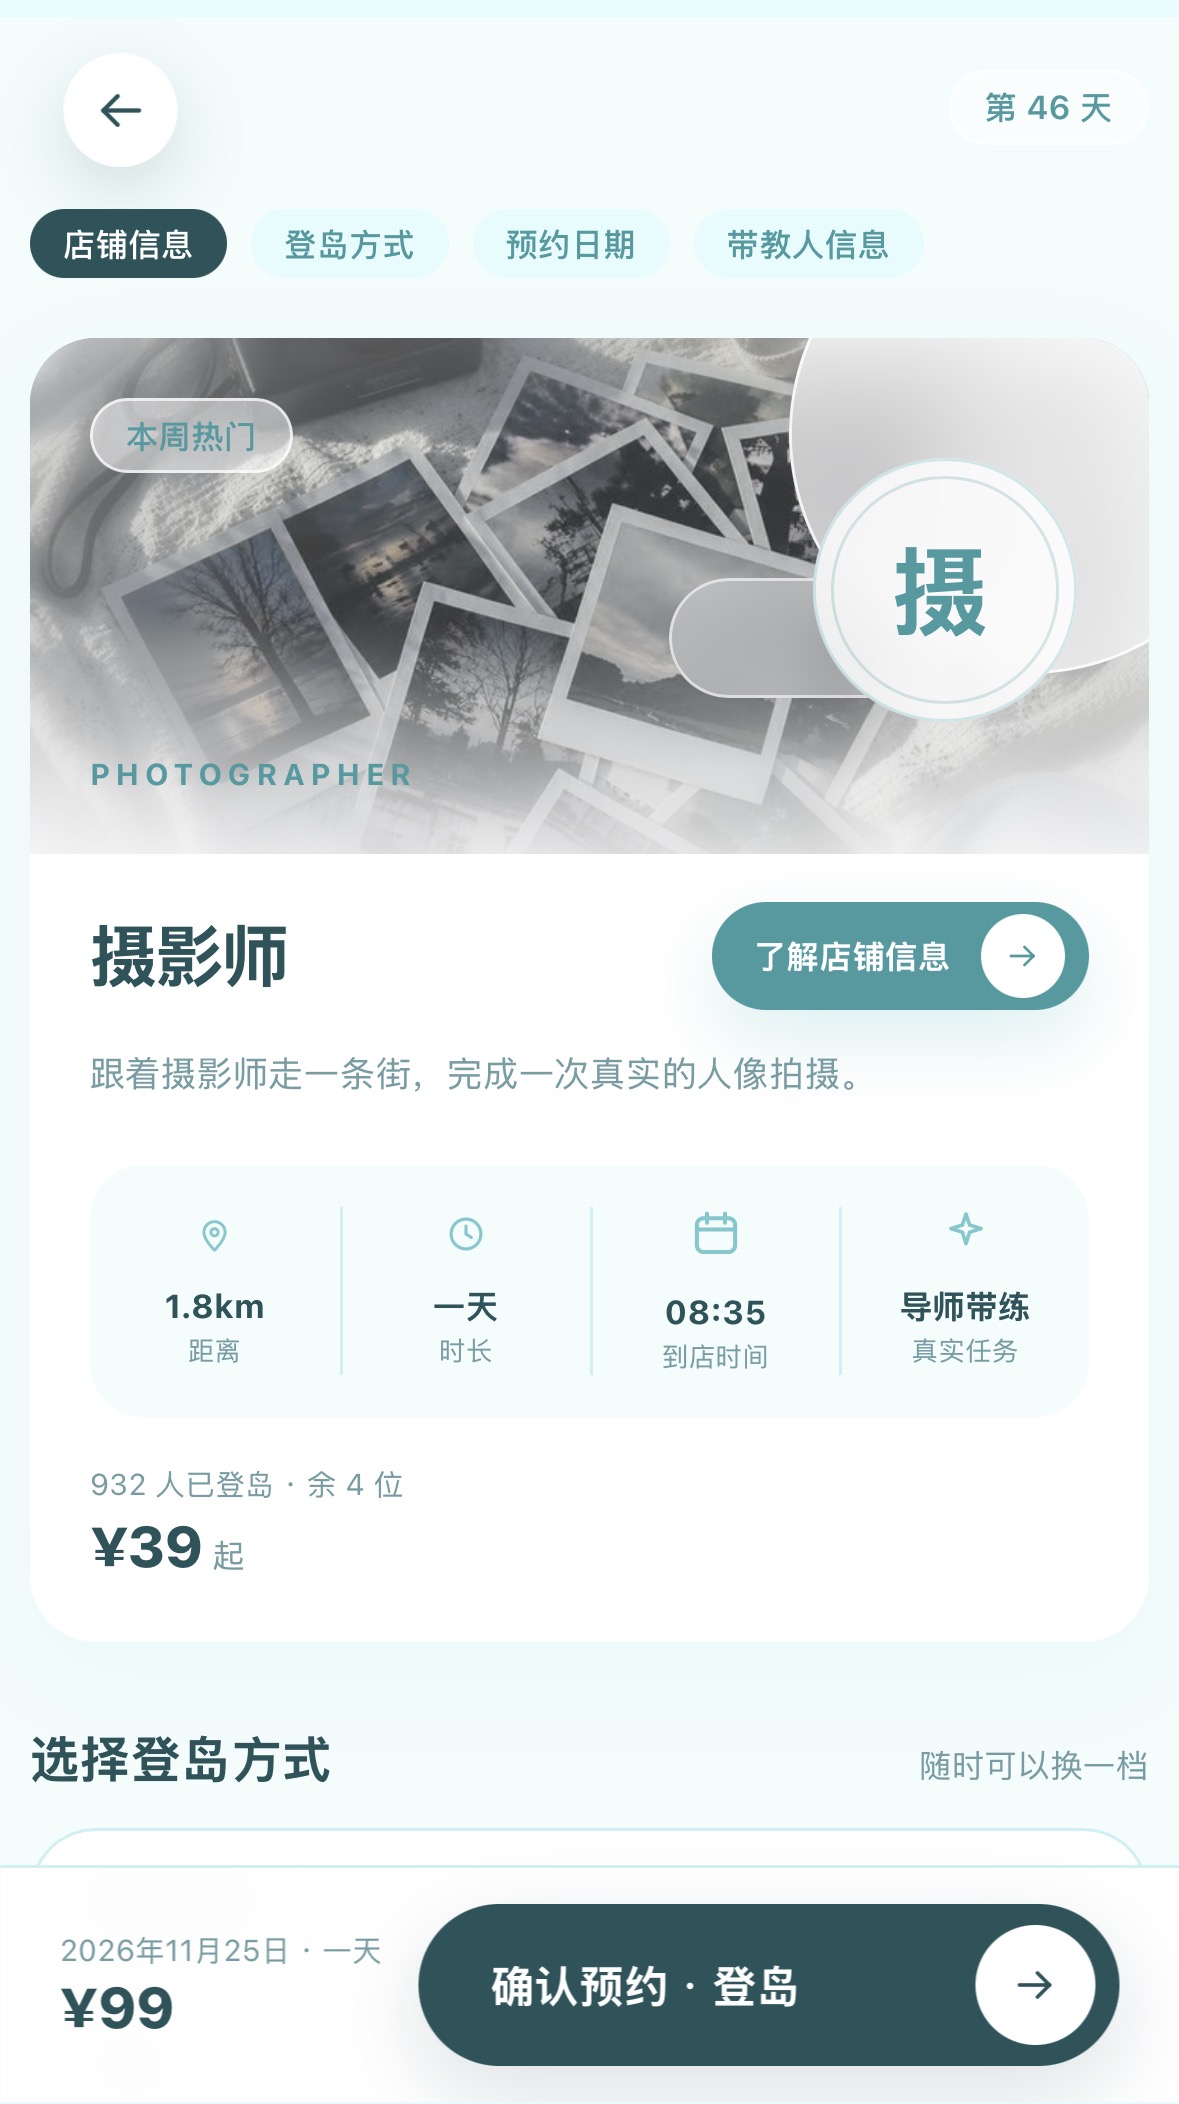 第 46 天
店铺信息 登岛方式 预约日期 带教人信息
本周热门
摄
PHOTOGRAPHER
摄影师
了解店铺信息
跟着摄影师走一条街，完成一次真实的人像拍摄。
1.8km 一天 08:35 导师带练
距离 时长 到店时间 真实任务
932 人已登岛 · 余 4 位
¥39 起
选择登岛方式
随时可以换一档
2026年11月25日 · 一天
¥99
确认预约 · 登岛